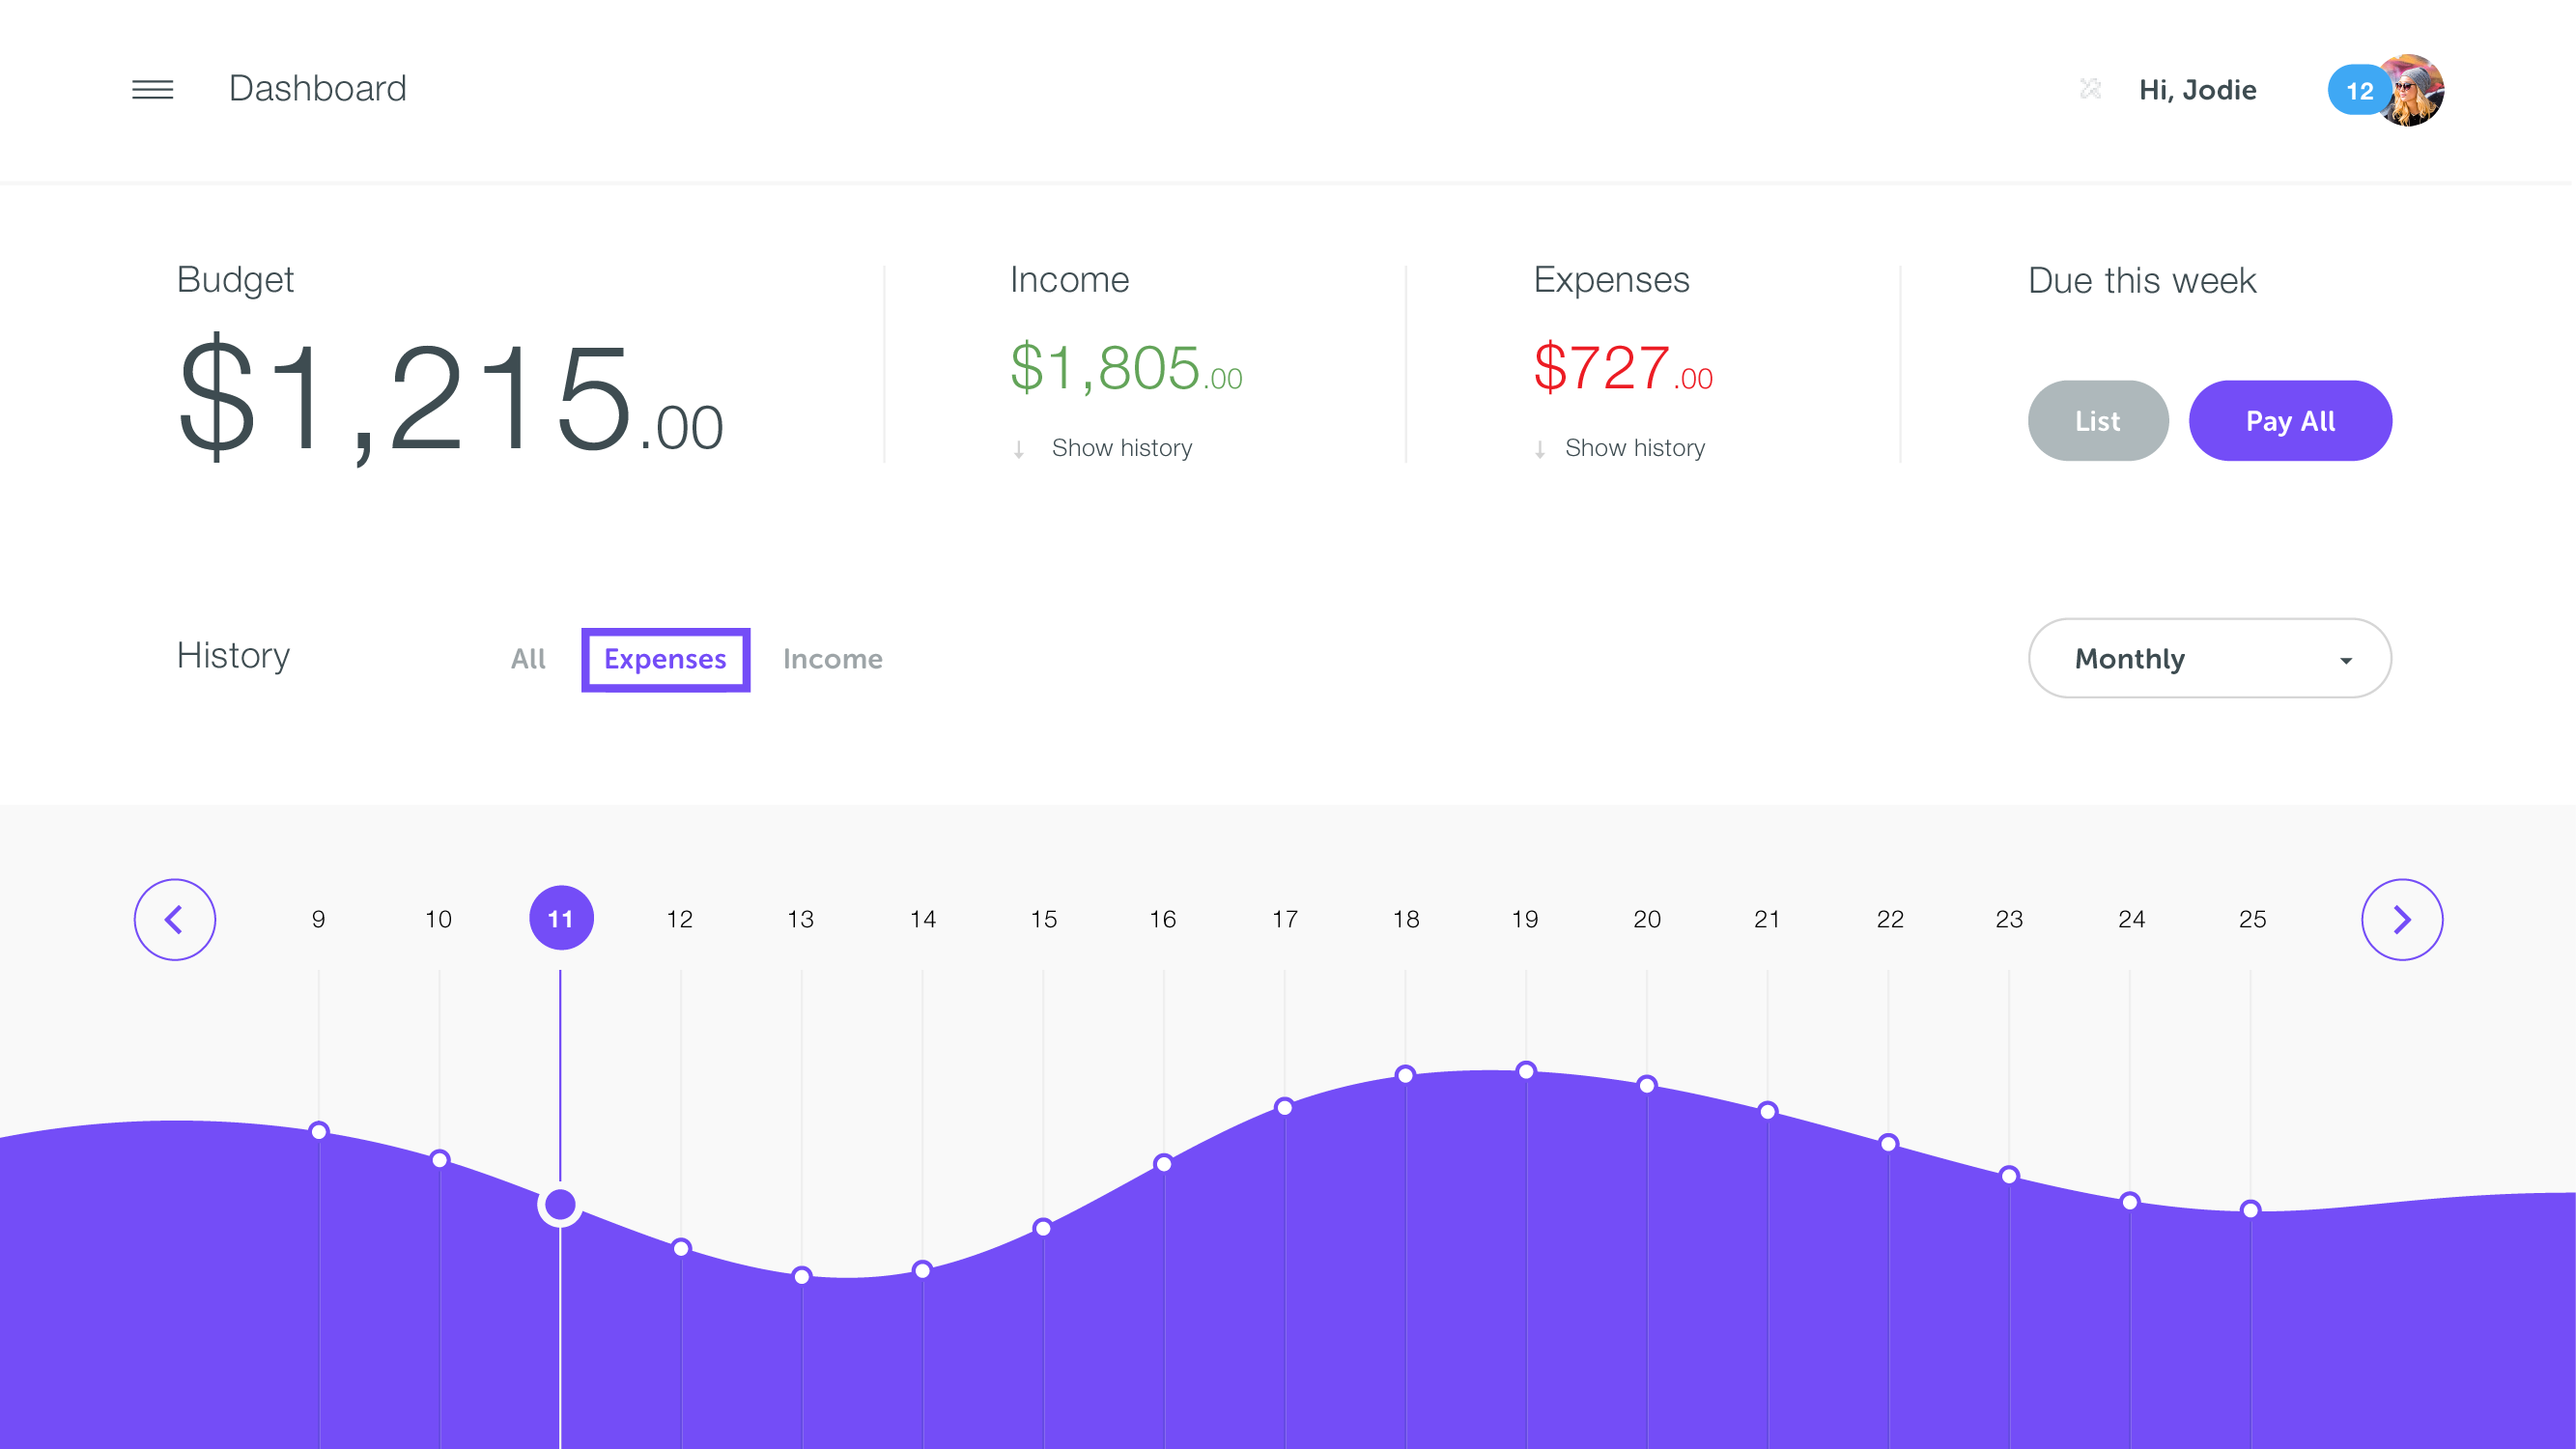 Dashboard
Hi, Jodie
12
Budget
$1,215.00
Income
$1,805.00
Show history
Expenses
$727.00
Show history
Due this week
List
Pay All
History
All
Expenses
Income
Monthly
9 10 11 12 13 14 15 16 17 18 19 20 21 22 23 24 25